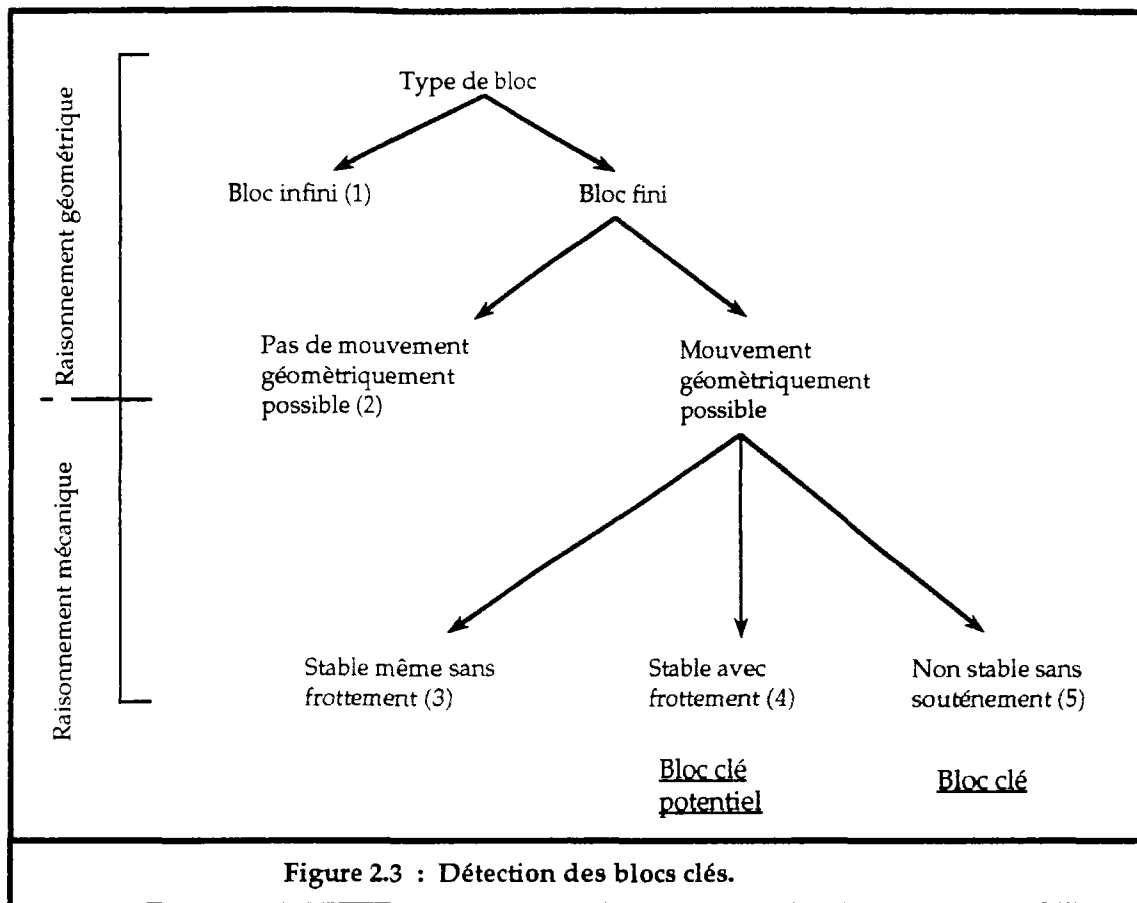 Raisonnement géométrique
Raisonnement mécanique
Type de bloc
Bloc infini (1)
Bloc fini
Pas de mouvement
géomètriquement
possible (2)
Mouvement
géomètriquement
possible
Stable même sans
frottement (3)
Stable avec
frottement (4)
Non stable sans
souténement (5)
Bloc clé
potentiel
Bloc clé
Figure 2.3 : Détection des blocs clés.